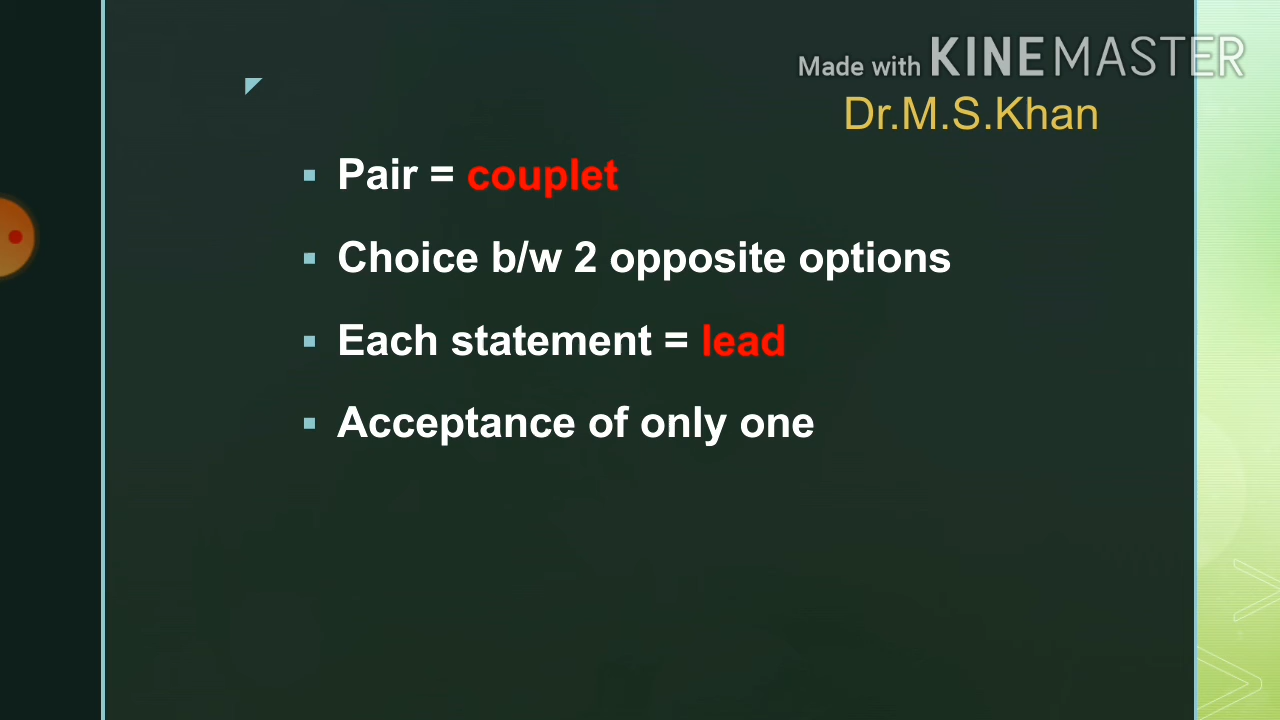 Made with KINEMASTER
Dr.M.S.Khan
Pair = couplet
Choice b/w 2 opposite options
Each statement = lead
Acceptance of only one